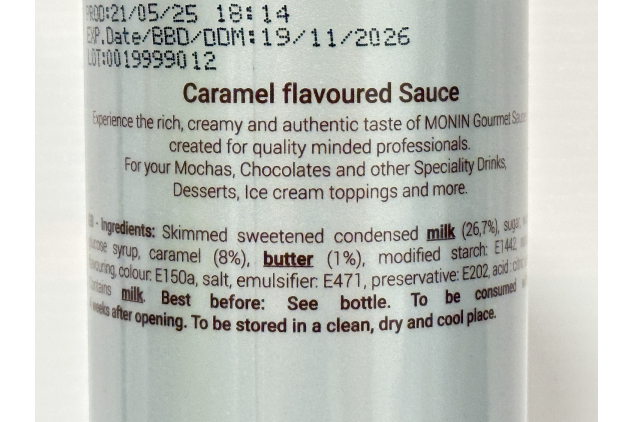 PROD:21/05/25 18:14
EXP.Date/BBD/DDM:19/11/2026
LOT:0019999012
Caramel flavoured Sauce
Experience the rich, creamy and authentic taste of MONIN Gourmet Sauce
created for quality minded professionals.
For your Mochas, Chocolates and other Speciality Drinks,
Desserts, Ice cream toppings and more.
- Ingredients: Skimmed sweetened condensed milk (26,7%), sugar,
syrup, caramel (8%), butter (1%), modified starch: E1442,
colour: E150a, salt, emulsifier: E471, preservative: E202, acid:
milk. Best before: See bottle. To be consumed
weeks after opening. To be stored in a clean, dry and cool place.